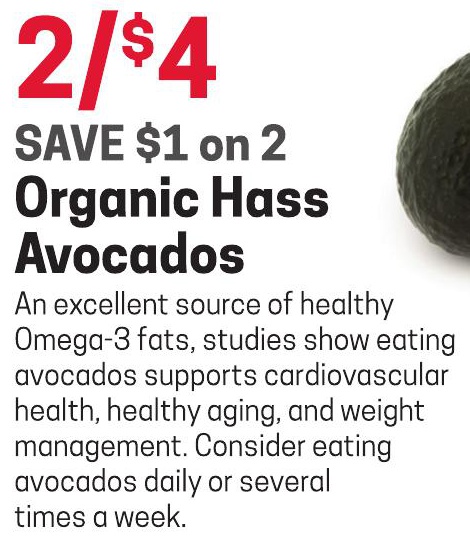 2/$4
SAVE $1 on 2
Organic Hass
Avocados
An excellent source of healthy
Omega-3 fats, studies show eating
avocados supports cardiovascular
health, healthy aging, and weight
management. Consider eating
avocados daily or several
times a week.